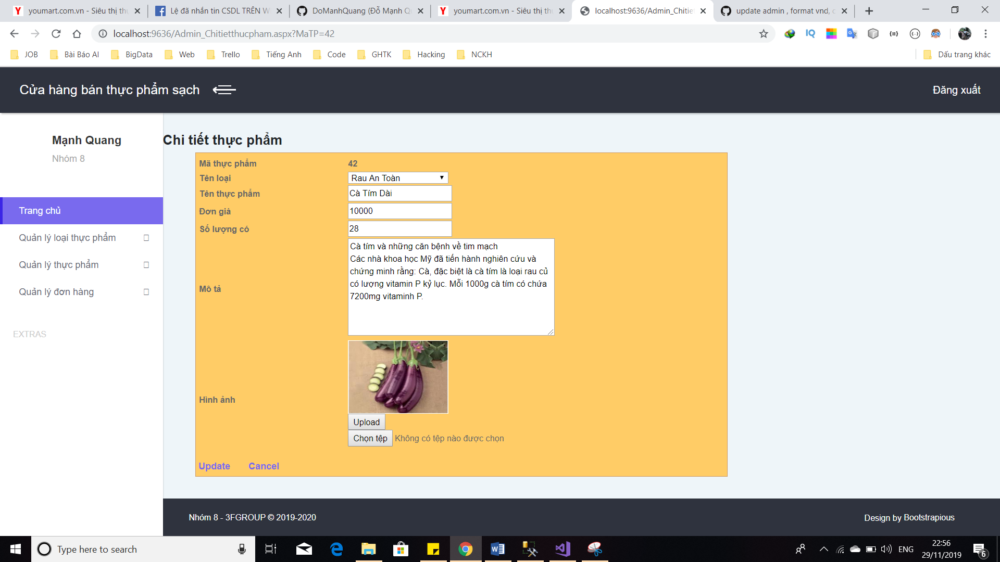 youmart.com.vn - Siêu thị thự
Lệ đã nhắn tin CSDL TRÊN W
DoManhQuang (Đỗ Mạnh Qu
youmart.com.vn - Siêu thị thự
localhost:9636/Admin_Chitiet
update admin , format vnd, c
localhost:9636/Admin_Chitietthucpham.aspx?MaTP=42
JOB
Bài Báo AI
BigData
Web
Trello
Tiếng Anh
Code
GHTK
Hacking
NCKH
Dấu trang khác
Cửa hàng bán thực phẩm sạch
Đăng xuất
Mạnh Quang
Nhóm 8
Trang chủ
Quản lý loại thực phẩm
Quản lý thực phẩm
Quản lý đơn hàng
EXTRAS
Chi tiết thực phẩm
Mã thực phẩm 42
Tên loại Rau An Toàn
Tên thực phẩm Cà Tím Dài
Đơn giá 10000
Số lượng có 28
Mô tả
Cà tím và những căn bệnh về tim mạch
Các nhà khoa học Mỹ đã tiến hành nghiên cứu và
chứng minh rằng: Cà, đặc biệt là cà tím là loại rau củ
có lượng vitamin P kỷ lục. Mỗi 1000g cà tím có chứa
7200mg vitaminh P.
Hình ảnh
Upload
Chọn tệp Không có tệp nào được chọn
Update Cancel
Nhóm 8 - 3FGROUP © 2019-2020
Design by Bootstrapious
Type here to search
ENG
22:56
29/11/2019
6